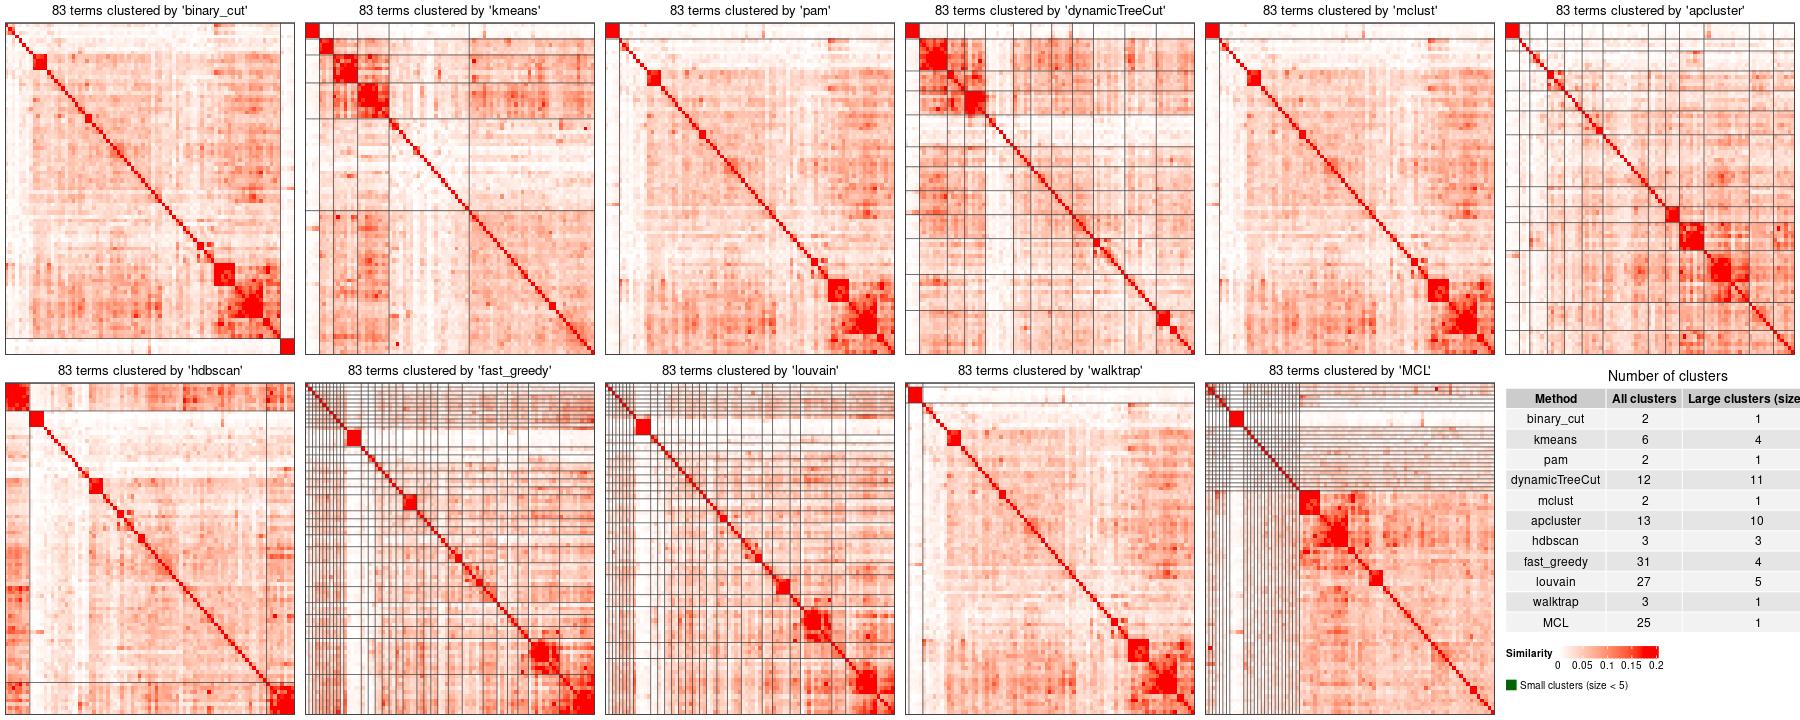 83 terms clustered by 'binary_cut'
83 terms clustered by 'kmeans'
83 terms clustered by 'pam'
83 terms clustered by 'dynamicTreeCut'
83 terms clustered by 'mclust'
83 terms clustered by 'apcluster'
83 terms clustered by 'hdbscan'
83 terms clustered by 'fast_greedy'
83 terms clustered by 'louvain'
83 terms clustered by 'walktrap'
83 terms clustered by 'MCL'
Number of clusters
Method All clusters Large clusters (size
binary_cut 2 1
kmeans 6 4
pam 2 1
dynamicTreeCut 12 11
mclust 2 1
apcluster 13 10
hdbscan 3 3
fast_greedy 31 4
louvain 27 5
walktrap 3 1
MCL 25 1
Similarity
0 0.05 0.1 0.15 0.2
Small clusters (size < 5)